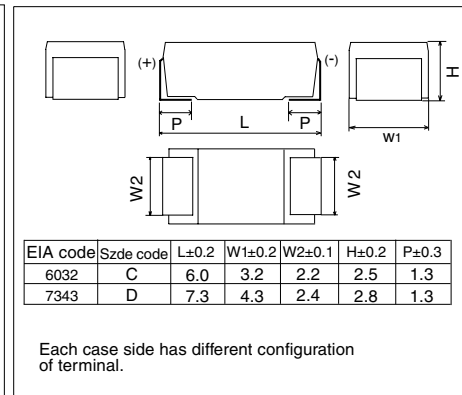 (+) (-)
H
P L P
W1
W2 W2
EIA code Szde code L±0.2 W1±0.2 W2±0.1 H±0.2 P±0.3
6032 C 6.0 3.2 2.2 2.5 1.3
7343 D 7.3 4.3 2.4 2.8 1.3
Each case side has different configuration
of terminal.